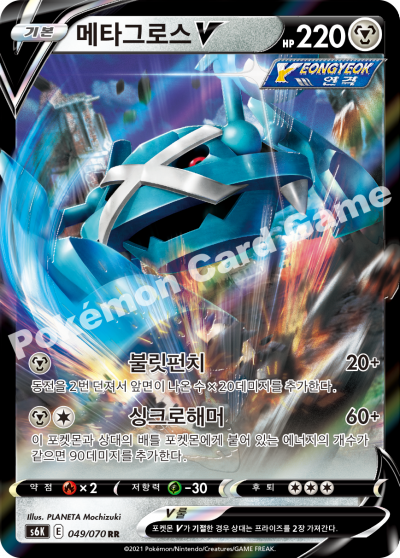 기본 메타그로스 V HP 220
YEONGYEOK
연격
Pokémon Card Game
불릿펀치 20+
동전을 2번 던져서 앞면이 나온 수 × 20데미지를 추가한다.
싱크로해머 60+
이 포켓몬과 상대의 배틀 포켓몬에게 붙어 있는 에너지의 개수가
같으면 90데미지를 추가한다.
약점 ×2 저항력 -30 후퇴
Illus. PLANETA Mochizuki
V 룰
s6K E 049/070 RR
포켓몬 V가 기절한 경우 상대는 프라이즈를 2장 가져간다.
©2021 Pokémon/Nintendo/Creatures/GAME FREAK.